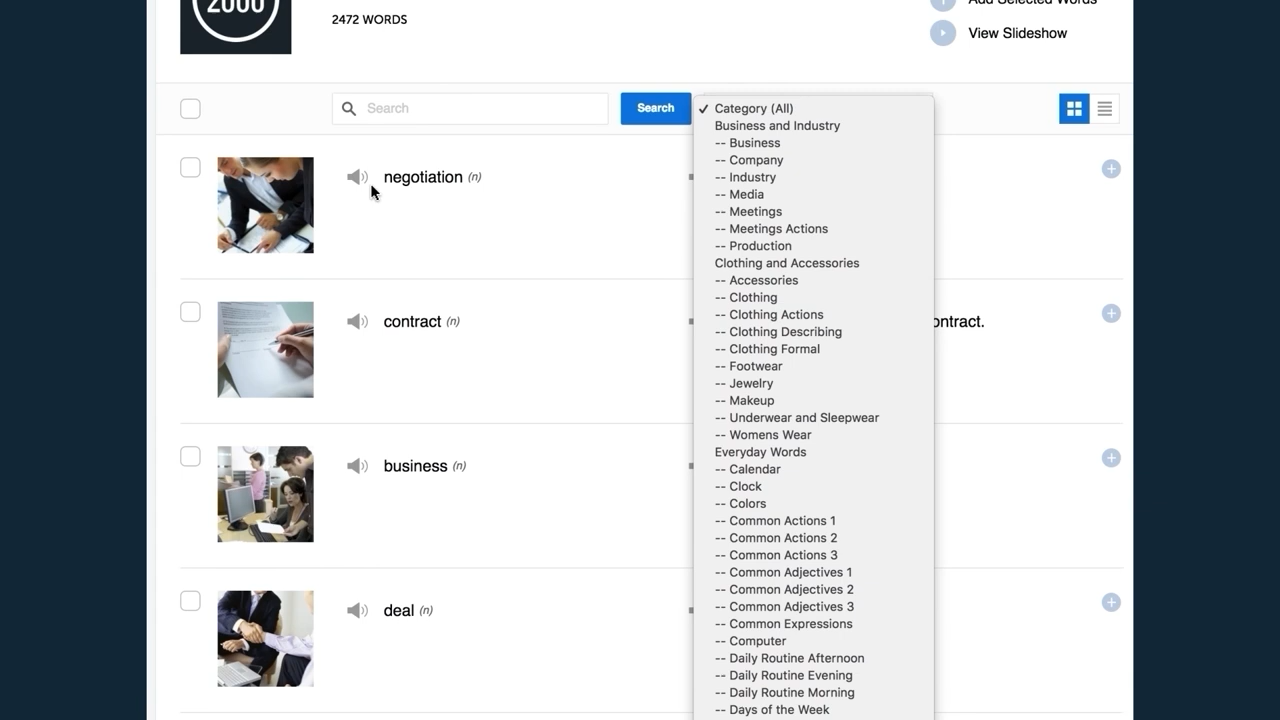 2000
2472 WORDS
Add Selected Words
View Slideshow
Search
Search
Category (All)
Business and Industry
-- Business
-- Company
-- Industry
-- Media
-- Meetings
-- Meetings Actions
-- Production
Clothing and Accessories
-- Accessories
-- Clothing
-- Clothing Actions
-- Clothing Describing
-- Clothing Formal
-- Footwear
-- Jewelry
-- Makeup
-- Underwear and Sleepwear
-- Womens Wear
Everyday Words
-- Calendar
-- Clock
-- Colors
-- Common Actions 1
-- Common Actions 2
-- Common Actions 3
-- Common Adjectives 1
-- Common Adjectives 2
-- Common Adjectives 3
-- Common Expressions
-- Computer
-- Daily Routine Afternoon
-- Daily Routine Evening
-- Daily Routine Morning
-- Days of the Week
negotiation (n)
contract (n)
ontract.
business (n)
deal (n)